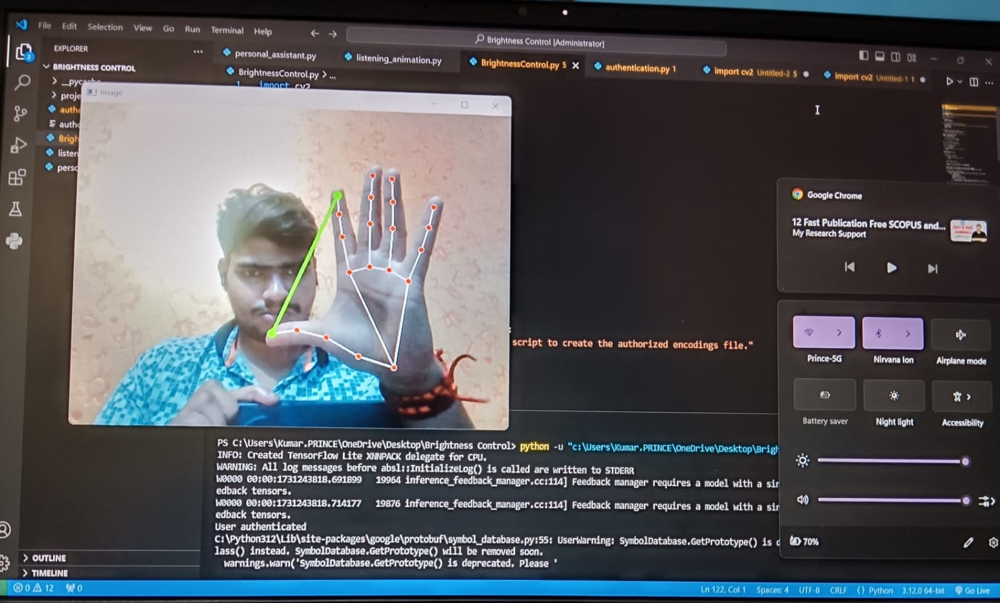 File Edit Selection View Go Run Terminal Help
Brightness Control [Administrator]
EXPLORER
personal_assistant.py
listening_animation.py
BrightnessControl.py 5
authentication.py 1
import cv2 Untitled-2 5
import cv2 Untitled-1 1
BRIGHTNESS CONTROL
BrightnessControl.py > ...
1 import cv2
__pycache__
proje
authe
autho
Brigh
listen
perso
Image
script to create the authorized encodings file."
Google Chrome
12 Fast Publication Free SCOPUS and...
My Research Support
Prince-5G
Nirvana Ion
Airplane mode
Battery saver
Night light
Accessibility
70%
PS C:\Users\Kumar.PRINCE\OneDrive\Desktop\Brightness Control> python -u "c:\Users\Kumar.PRINCE\OneDrive\Desktop\Brigh
INFO: Created TensorFlow Lite XNNPACK delegate for CPU.
WARNING: All log messages before absl::InitializeLog() is called are written to STDERR
W0000 00:00:1731243818.691899 19964 inference_feedback_manager.cc:114] Feedback manager requires a model with a sin
edback tensors.
W0000 00:00:1731243818.714177 19876 inference_feedback_manager.cc:114] Feedback manager requires a model with a sin
edback tensors.
User authenticated
C:\Python312\Lib\site-packages\google\protobuf\symbol_database.py:55: UserWarning: SymbolDatabase.GetPrototype() is d
lass() instead. SymbolDatabase.GetPrototype() will be removed soon.
warnings.warn('SymbolDatabase.GetPrototype() is deprecated. Please '
OUTLINE
TIMELINE
0 12 0
Ln 122, Col 1 Spaces: 4 UTF-8 CRLF { } Python 3.12.0 64-bit Go Live